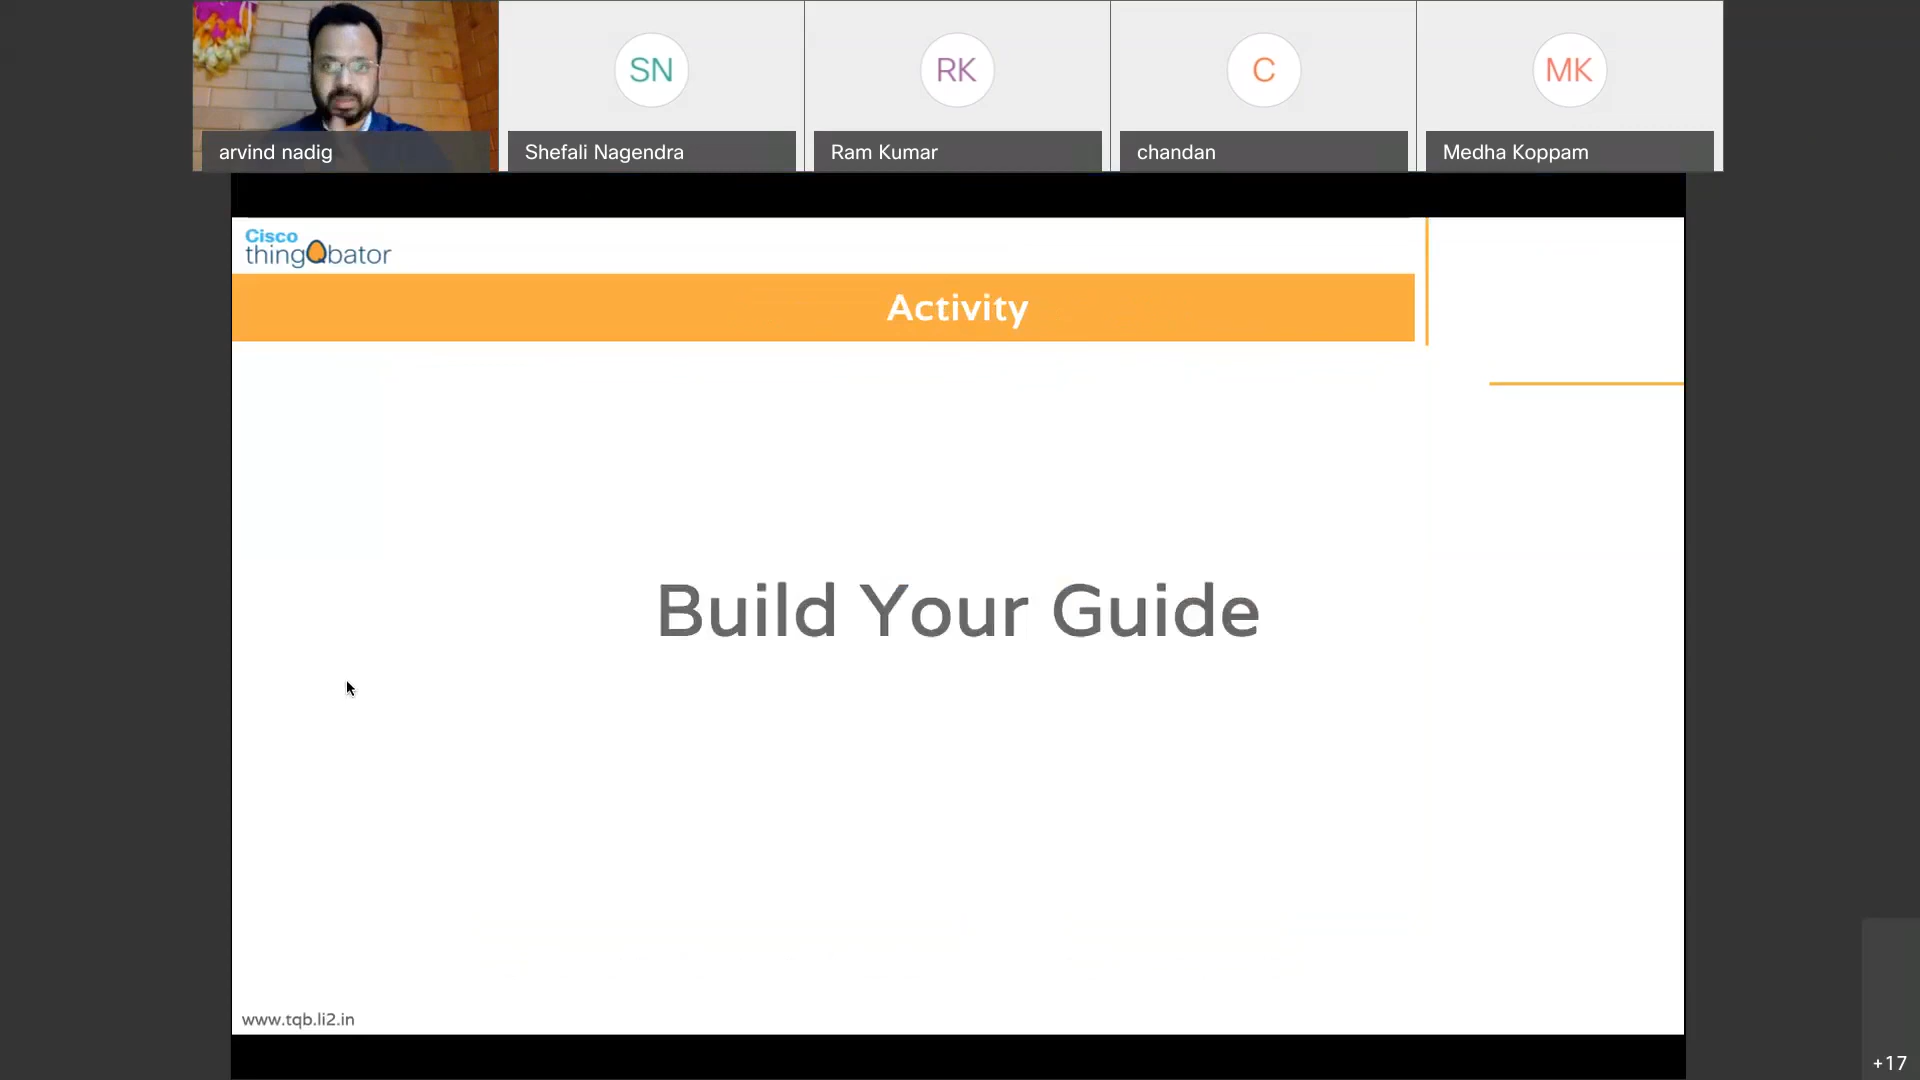 SN
RK
C
MK
arvind nadig
Shefali Nagendra
Ram Kumar
chandan
Medha Koppam
Cisco
thingQbator
Activity
Build Your Guide
www.tqb.li2.in
+17